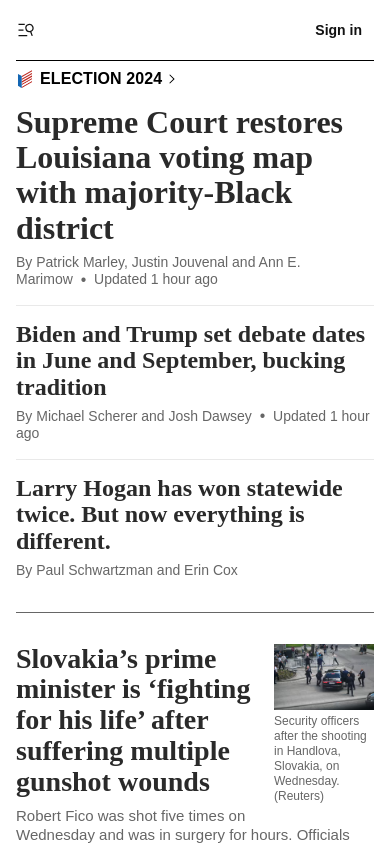 Sign in
ELECTION 2024
Supreme Court restores
Louisiana voting map
with majority-Black
district
By Patrick Marley, Justin Jouvenal and Ann E.
Marimow • Updated 1 hour ago
Biden and Trump set debate dates
in June and September, bucking
tradition
By Michael Scherer and Josh Dawsey • Updated 1 hour
ago
Larry Hogan has won statewide
twice. But now everything is
different.
By Paul Schwartzman and Erin Cox
Slovakia’s prime
minister is ‘fighting
for his life’ after
suffering multiple
gunshot wounds
Security officers
after the shooting
in Handlova,
Slovakia, on
Wednesday.
(Reuters)
Robert Fico was shot five times on
Wednesday and was in surgery for hours. Officials